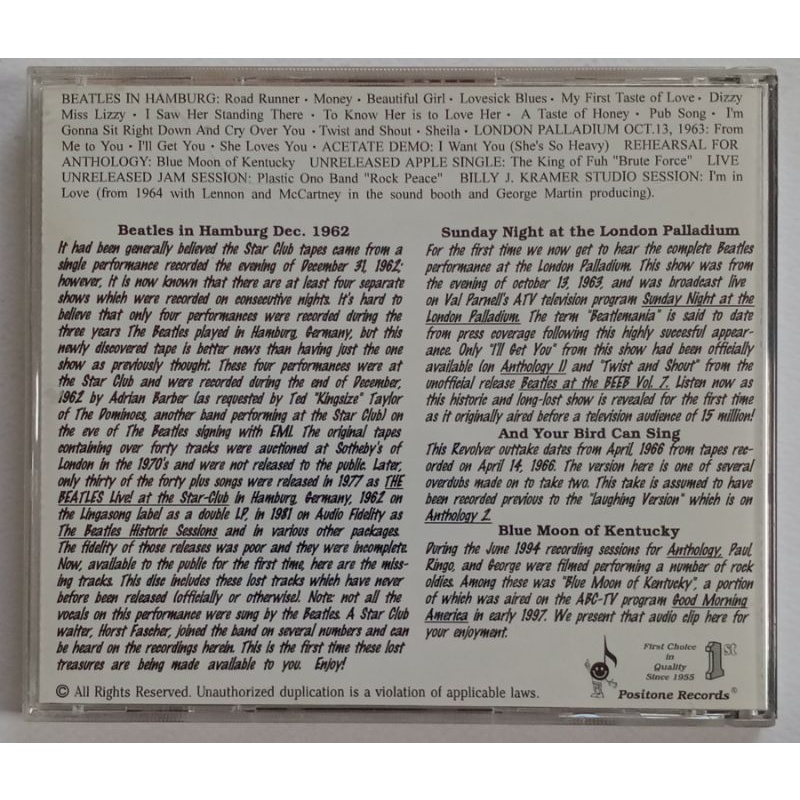 BEATLES IN HAMBURG: Road Runner • Money • Beautiful Girl • Lovesick Blues • My First Taste of Love • Dizzy
Miss Lizzy • I Saw Her Standing There • To Know Her is to Love Her • A Taste of Honey • Pub Song • I'm
Gonna Sit Right Down And Cry Over You • Twist and Shout • Sheila • LONDON PALLADIUM OCT.13, 1963: From
Me to You • I'll Get You • She Loves You • ACETATE DEMO: I Want You (She's So Heavy) REHEARSAL FOR
ANTHOLOGY: Blue Moon of Kentucky UNRELEASED APPLE SINGLE: The King of Fuh "Brute Force" LIVE
UNRELEASED JAM SESSION: Plastic Ono Band "Rock Peace" BILLY J. KRAMER STUDIO SESSION: I'm in
Love (from 1964 with Lennon and McCartney in the sound booth and George Martin producing).
Beatles in Hamburg Dec. 1962
It had been generally believed the Star Club tapes came from a
single performance recorded the evening of December 31, 1962;
however, it is now known that there are at least four separate
shows which were recorded on consecutive nights. It's hard to
believe that only four performances were recorded during the
three years The Beatles played in Hamburg, Germany, but this
newly discovered tape is better news than having just the one
show as previously thought. These four performances were at
the Star Club and were recorded during the end of December,
1962 by Adrian Barber (as requested by Ted "Kingsize" Taylor
of The Dominoes, another band performing at the Star Club) on
the eve of The Beatles signing with EMI. The original tapes
containing over forty tracks were auctioned at Sotheby's of
London in the 1970's and were not released to the public. Later,
only thirty of the forty plus songs were released in 1977 as THE
BEATLES Live! at the Star-Club in Hamburg, Germany, 1962 on
the Lingasong label as a double LP, in 1981 on Audio Fidelity as
The Beatles Historic Sessions and in various other packages.
The fidelity of those releases was poor and they were incomplete.
Now, available to the public for the first time, here are the miss-
ing tracks. This disc includes these lost tracks which have never
before been released (officially or otherwise). Note: not all the
vocals on this performance were sung by the Beatles. A Star Club
waiter, Horst Fascher, joined the band on several numbers and can
be heard on the recordings herein. This is the first time these lost
treasures are being made available to you. Enjoy!
Sunday Night at the London Palladium
For the first time we now get to hear the complete Beatles
performance at the London Palladium. This show was from
the evening of october 13, 1963, and was broadcast live
on Val Parnell's ATV television program Sunday Night at the
London Palladium. The term "Beatlemania" is said to date
from press coverage following this highly succesful appear-
ance. Only "I'll Get You" from this show had been officially
available (on Anthology 1) and "Twist and Shout" from the
unofficial release Beatles at the BEEB Vol. 7. Listen now as
this historic and long-lost show is revealed for the first time
as it originally aired before a television audience of 15 million!
And Your Bird Can Sing
This Revolver outtake dates from April, 1966 from tapes rec-
orded on April 14, 1966. The version here is one of several
overdubs made on to take two. This take is assumed to have
been recorded previous to the "laughing Version" which is on
Anthology 2.
Blue Moon of Kentucky
During the June 1994 recording sessions for Anthology, Paul,
Ringo, and George were filmed performing a number of rock
oldies. Among these was "Blue Moon of Kentucky", a portion
of which was aired on the ABC-TV program Good Morning
America in early 1997. We present that audio clip here for
your enjoyment.
© All Rights Reserved. Unauthorized duplication is a violation of applicable laws.
First Choice
in
Quality
Since 1955
1st
Positone Records©